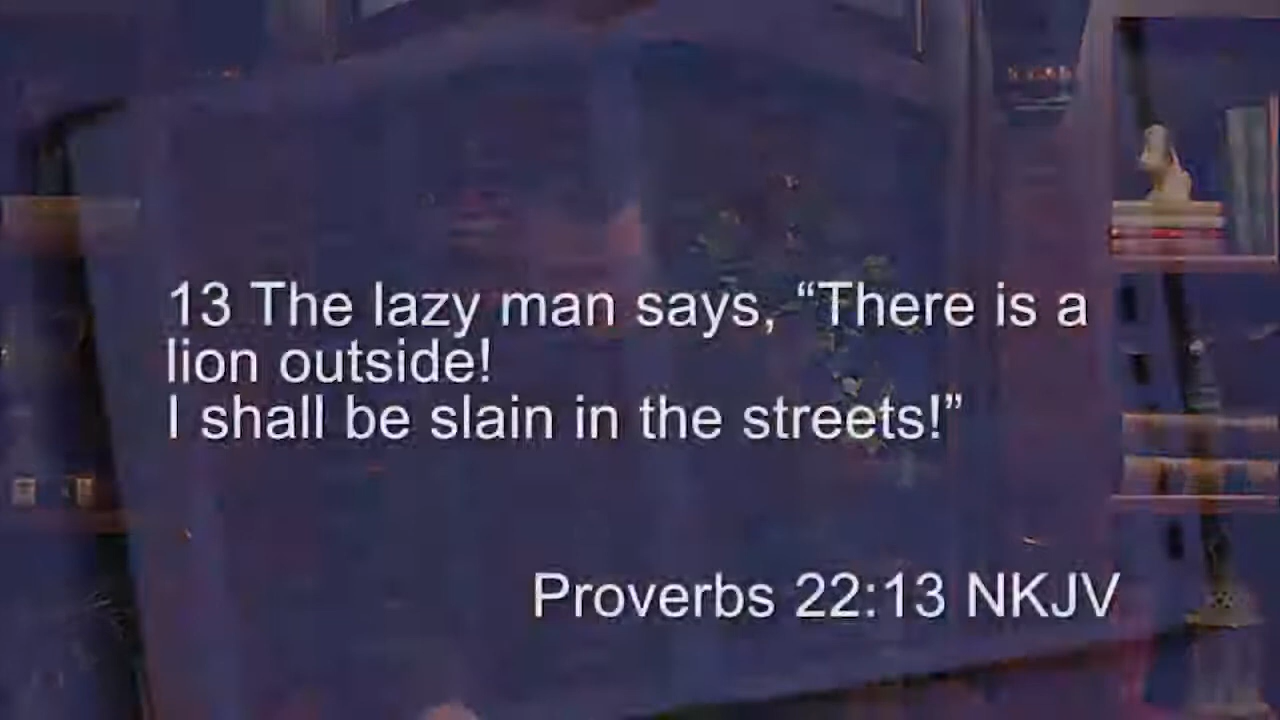 13 The lazy man says, “There is a
lion outside!
I shall be slain in the streets!”
Proverbs 22:13 NKJV